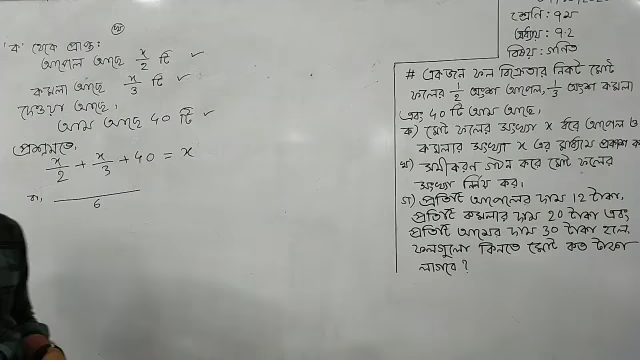 (খ)
'ক' থেকে প্রাপ্ত:
আপেল আছে x/2 টি ✓
কমলা আছে x/3 টি ✓
দেওয়া আছে,
আম আছে 40 টি ✓
প্রশ্নমতে,
x/2 + x/3 + 40 = x
বা, ――― 6
শ্রেণি: ৭ম
অধ্যায়: ৭.২
বিষয়: গণিত
# একজন ফল বিক্রেতার নিকট মোট
ফলের 1/2 অংশ আপেল, 1/3 অংশ কমলা
এবং 40 টি আম আছে।
ক) মোট ফলের সংখ্যা x ধরে আপেল ও
কমলার সংখ্যা x এর মাধ্যমে প্রকাশ কর
খ) সমীকরণ গঠন করে মোট ফলের
সংখ্যা নির্ণয় কর।
গ) প্রতিটি আপেলের দাম 12 টাকা,
প্রতিটি কমলার দাম 20 টাকা এবং
প্রতিটি আমের দাম 30 টাকা হলে,
ফলগুলো কিনতে মোট কত টাকা
লাগবে?